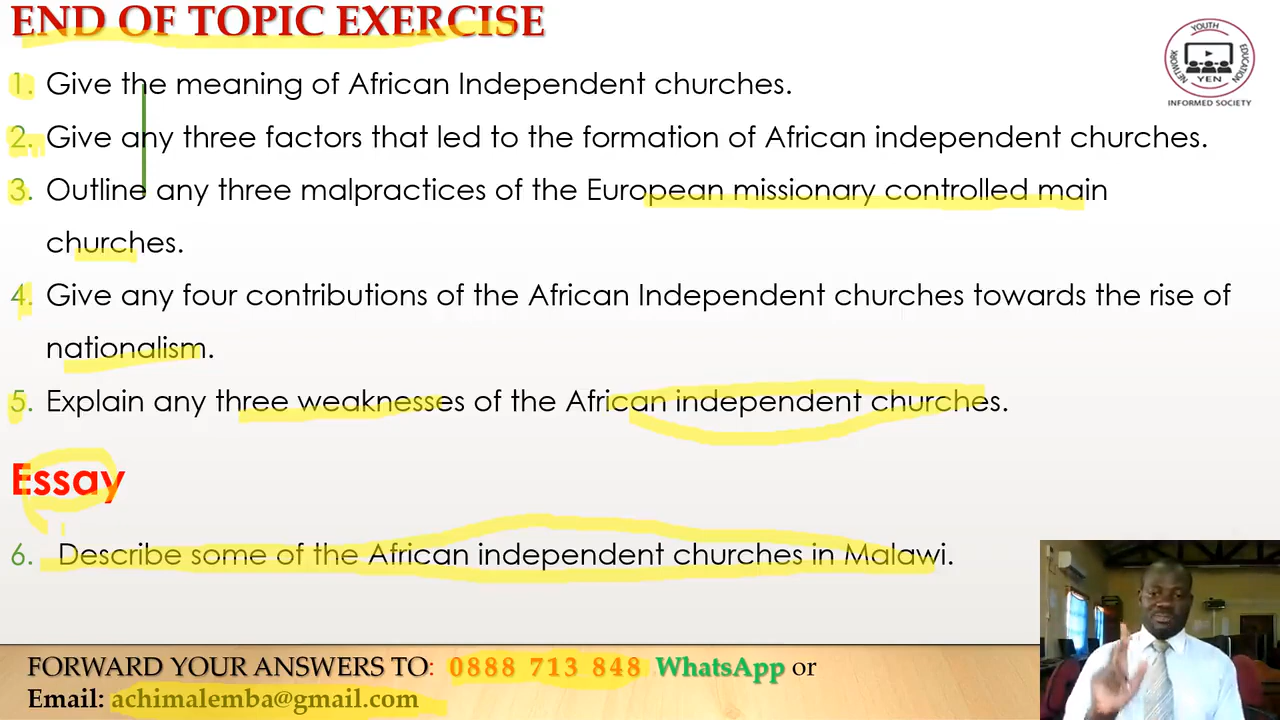 END OF TOPIC EXERCISE
YOUTH
NETWORK
EDUCATION
YEN
INFORMED SOCIETY
1. Give the meaning of African Independent churches.
2. Give any three factors that led to the formation of African independent churches.
3. Outline any three malpractices of the European missionary controlled main
churches.
4. Give any four contributions of the African Independent churches towards the rise of
nationalism.
5. Explain any three weaknesses of the African independent churches.
Essay
6. Describe some of the African independent churches in Malawi.
FORWARD YOUR ANSWERS TO: 0888 713 848 WhatsApp or
Email: achimalemba@gmail.com